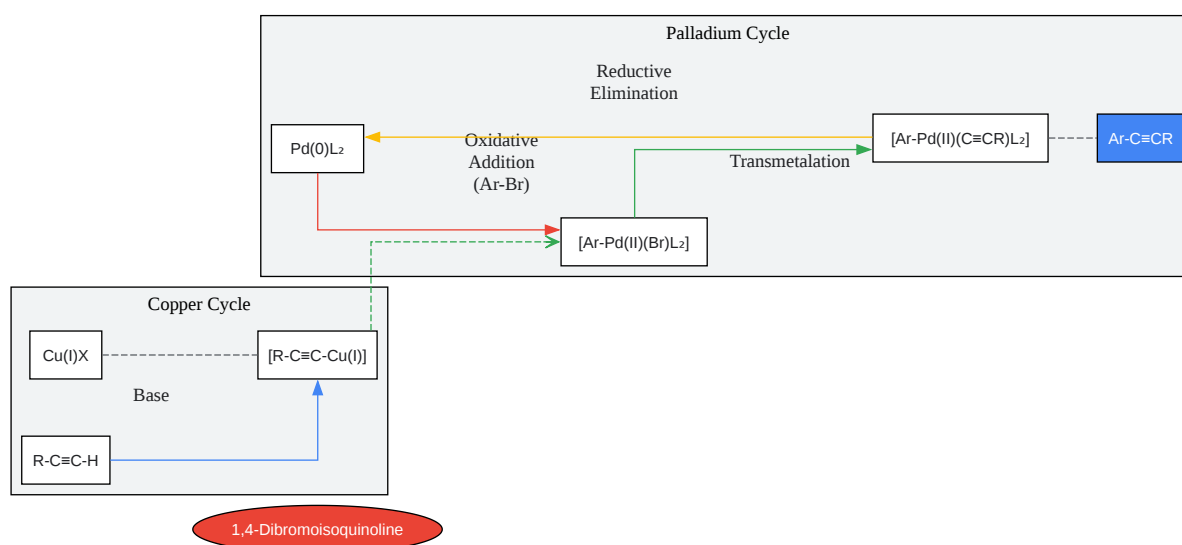 Palladium Cycle
Reductive
Elimination
Pd(0)L₂
Oxidative
Addition
(Ar-Br)
[Ar-Pd(II)(C≡CR)L₂]
Ar-C≡CR
Transmetalation
[Ar-Pd(II)(Br)L₂]
Copper Cycle
Cu(I)X
[R-C≡C-Cu(I)]
Base
R-C≡C-H
1,4-Dibromoisoquinoline